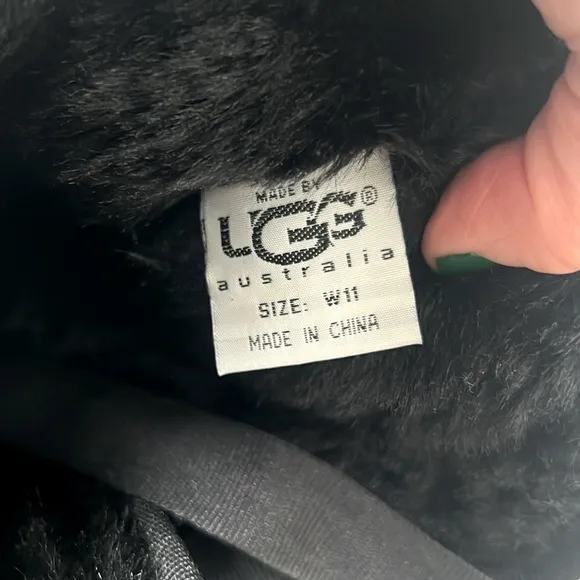 MADE BY
UGG®
australia
SIZE: W11
MADE IN CHINA